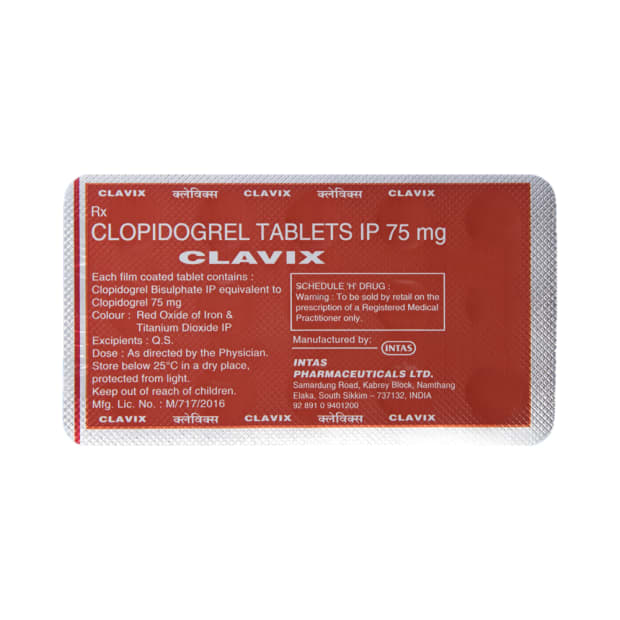 CLAVIX क्लेविक्स CLAVIX क्लेविक्स CLAVIX
Rx
CLOPIDOGREL TABLETS IP 75 mg
CLAVIX
Each film coated tablet contains :
Clopidogrel Bisulphate IP equivalent to
Clopidogrel 75 mg
Colour : Red Oxide of Iron &
Titanium Dioxide IP
Excipients : Q.S.
Dose : As directed by the Physician.
Store below 25°C in a dry place,
protected from light.
Keep out of reach of children.
Mfg. Lic. No. : M/717/2016
SCHEDULE 'H' DRUG :
Warning : To be sold by retail on the
prescription of a Registered Medical
Practitioner only.
Manufactured by:
INTAS
INTAS
PHARMACEUTICALS LTD.
Samardung Road, Kabrey Block, Namthang
Elaka, South Sikkim – 737132, INDIA
92 891 0 9401200
CLAVIX क्लेविक्स CLAVIX क्लेविक्स CLAVIX